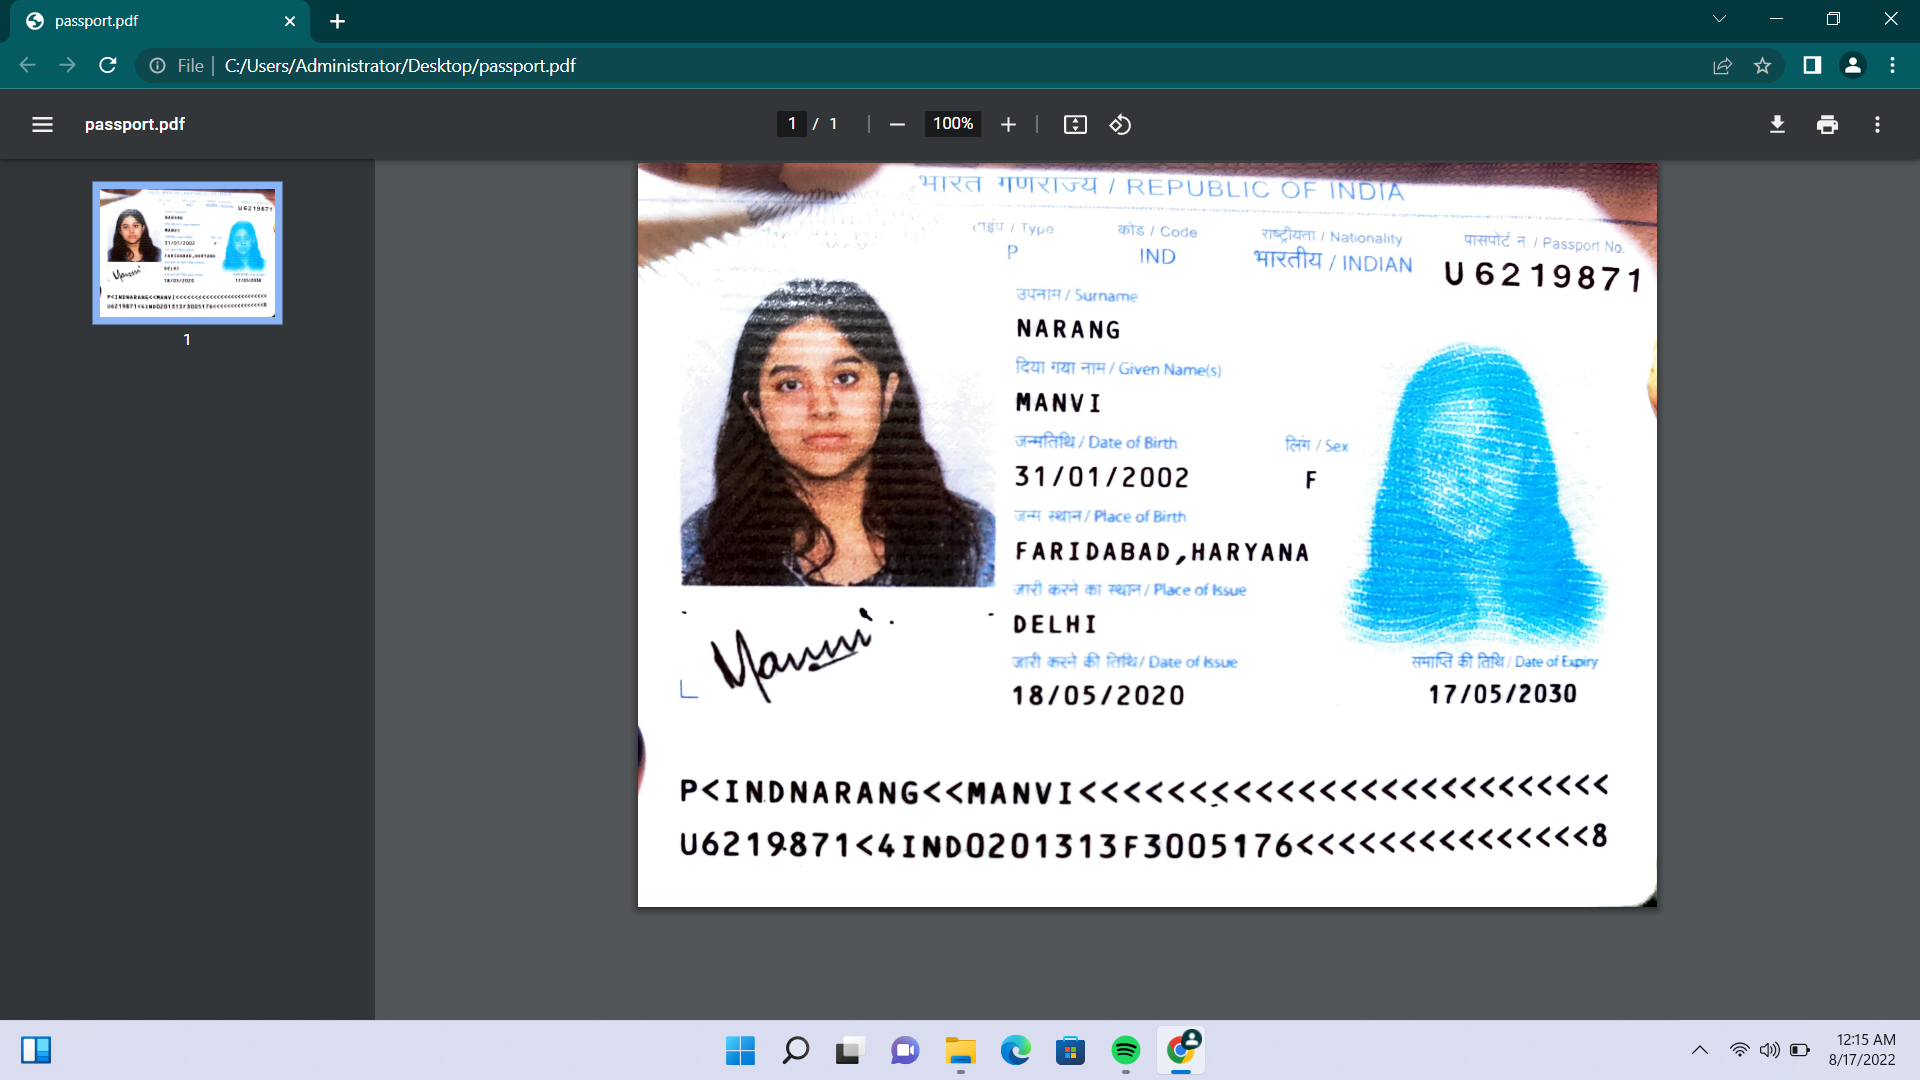 passport.pdf
File | C:/Users/Administrator/Desktop/passport.pdf
passport.pdf
1 / 1
100%
भारत गणराज्य / REPUBLIC OF INDIA
टाईप / Type
कोड / Code
राष्ट्रीयता / Nationality
पासपोर्ट न. / Passport No.
P
IND
भारतीय / INDIAN
U6219871
उपनाम / Surname
NARANG
दिया गया नाम / Given Name(s)
MANVI
जन्मतिथि / Date of Birth
लिंग / Sex
31/01/2002
F
जन्म स्थान / Place of Birth
FARIDABAD,HARYANA
जारी करने का स्थान / Place of Issue
DELHI
जारी करने की तिथि / Date of Issue
समाप्ति की तिथि / Date of Expiry
18/05/2020
17/05/2030
P<INDNARANG<<MANVI<<<<<<<<<<<<<<<<<<<<<<<<<<
U6219871<4IND0201313F3005176<<<<<<<<<<<<<<<8
1
12:15 AM
8/17/2022